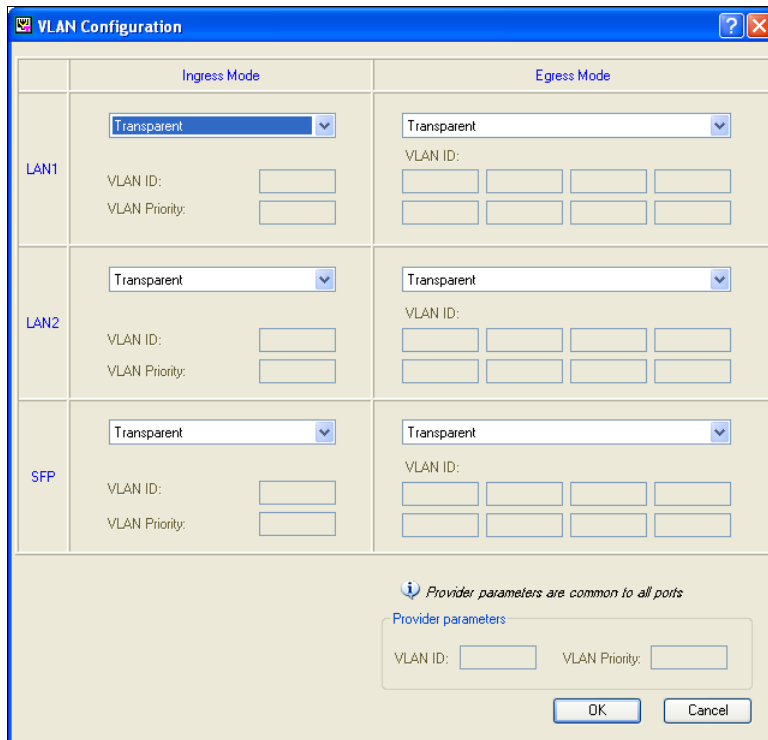 VLAN Configuration
Ingress Mode Egress Mode
LAN1
Transparent Transparent
VLAN ID:
VLAN ID:
VLAN Priority:
LAN2
Transparent Transparent
VLAN ID:
VLAN ID:
VLAN Priority:
SFP
Transparent Transparent
VLAN ID:
VLAN ID:
VLAN Priority:
Provider parameters are common to all ports
Provider parameters
VLAN ID: VLAN Priority:
OK Cancel